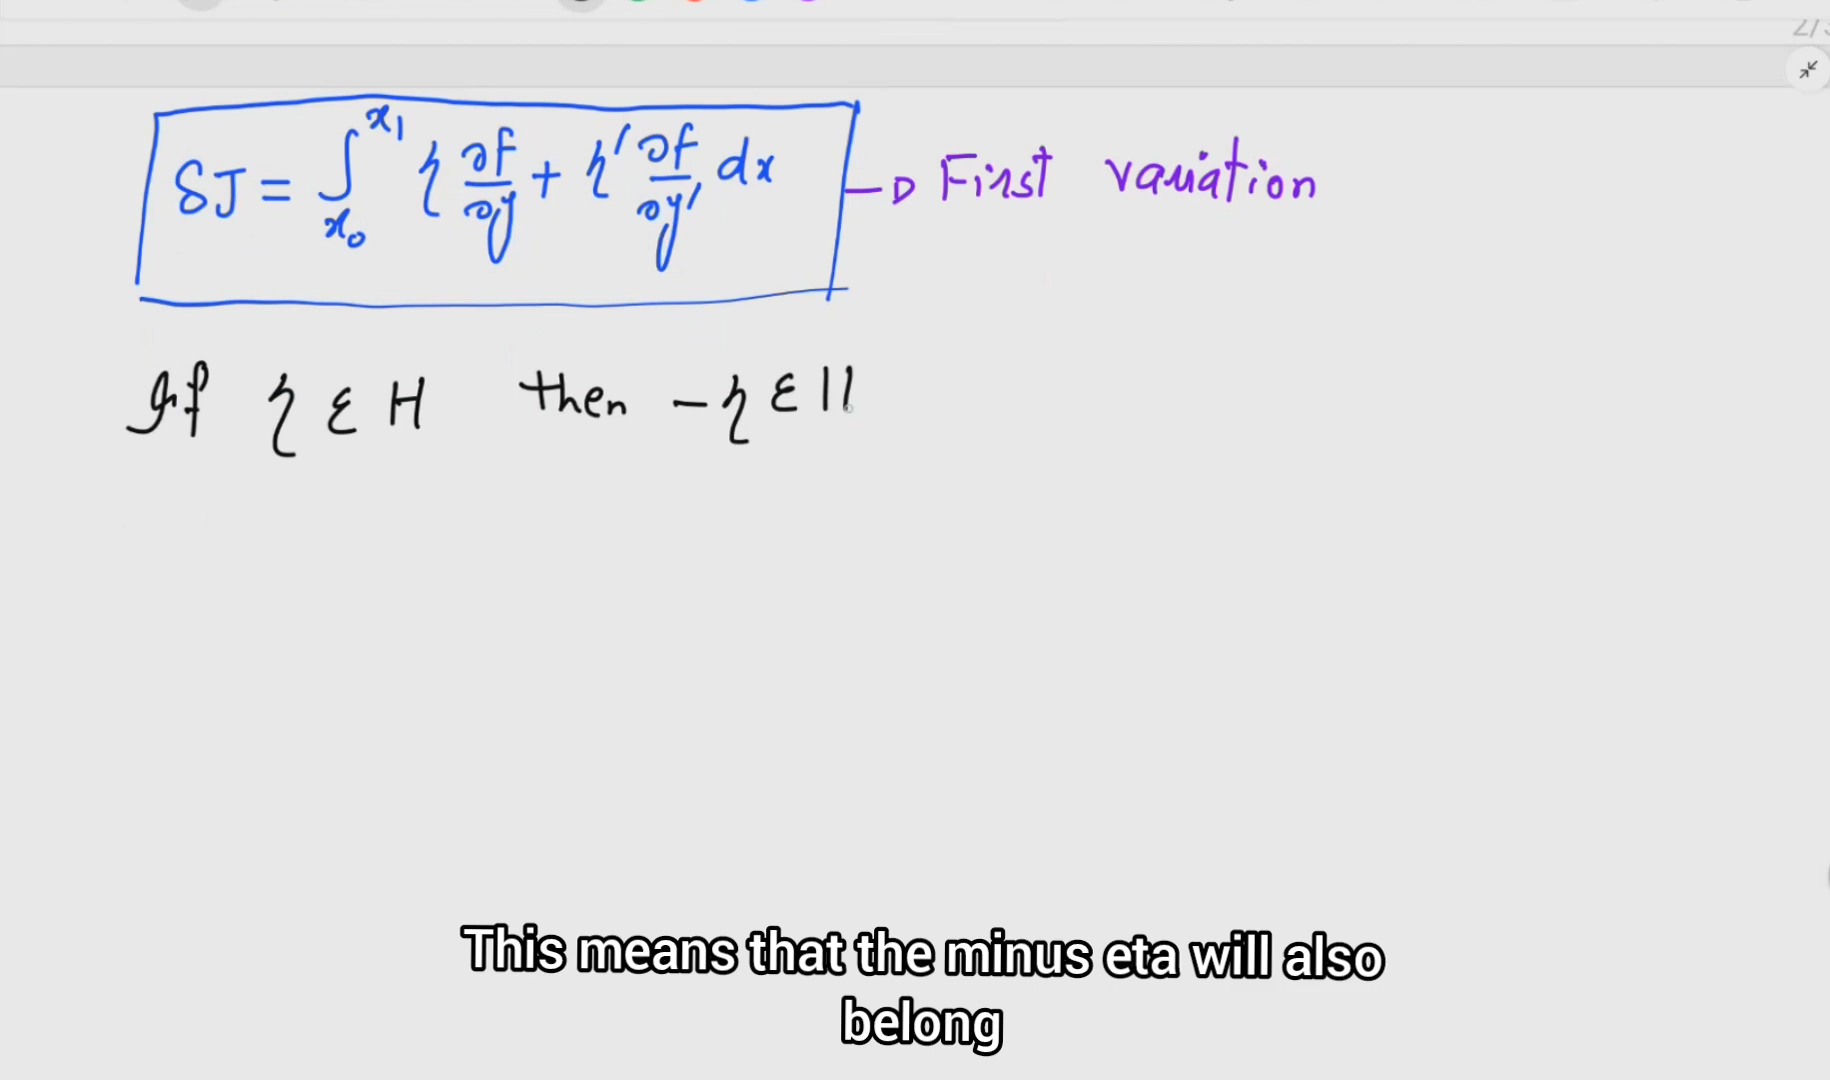 δJ = ∫_{x₀}^{x₁} η ∂f/∂y + η' ∂f/∂y' dx → First variation
If η ε H then - η ε H
This means that the minus eta will also
belong